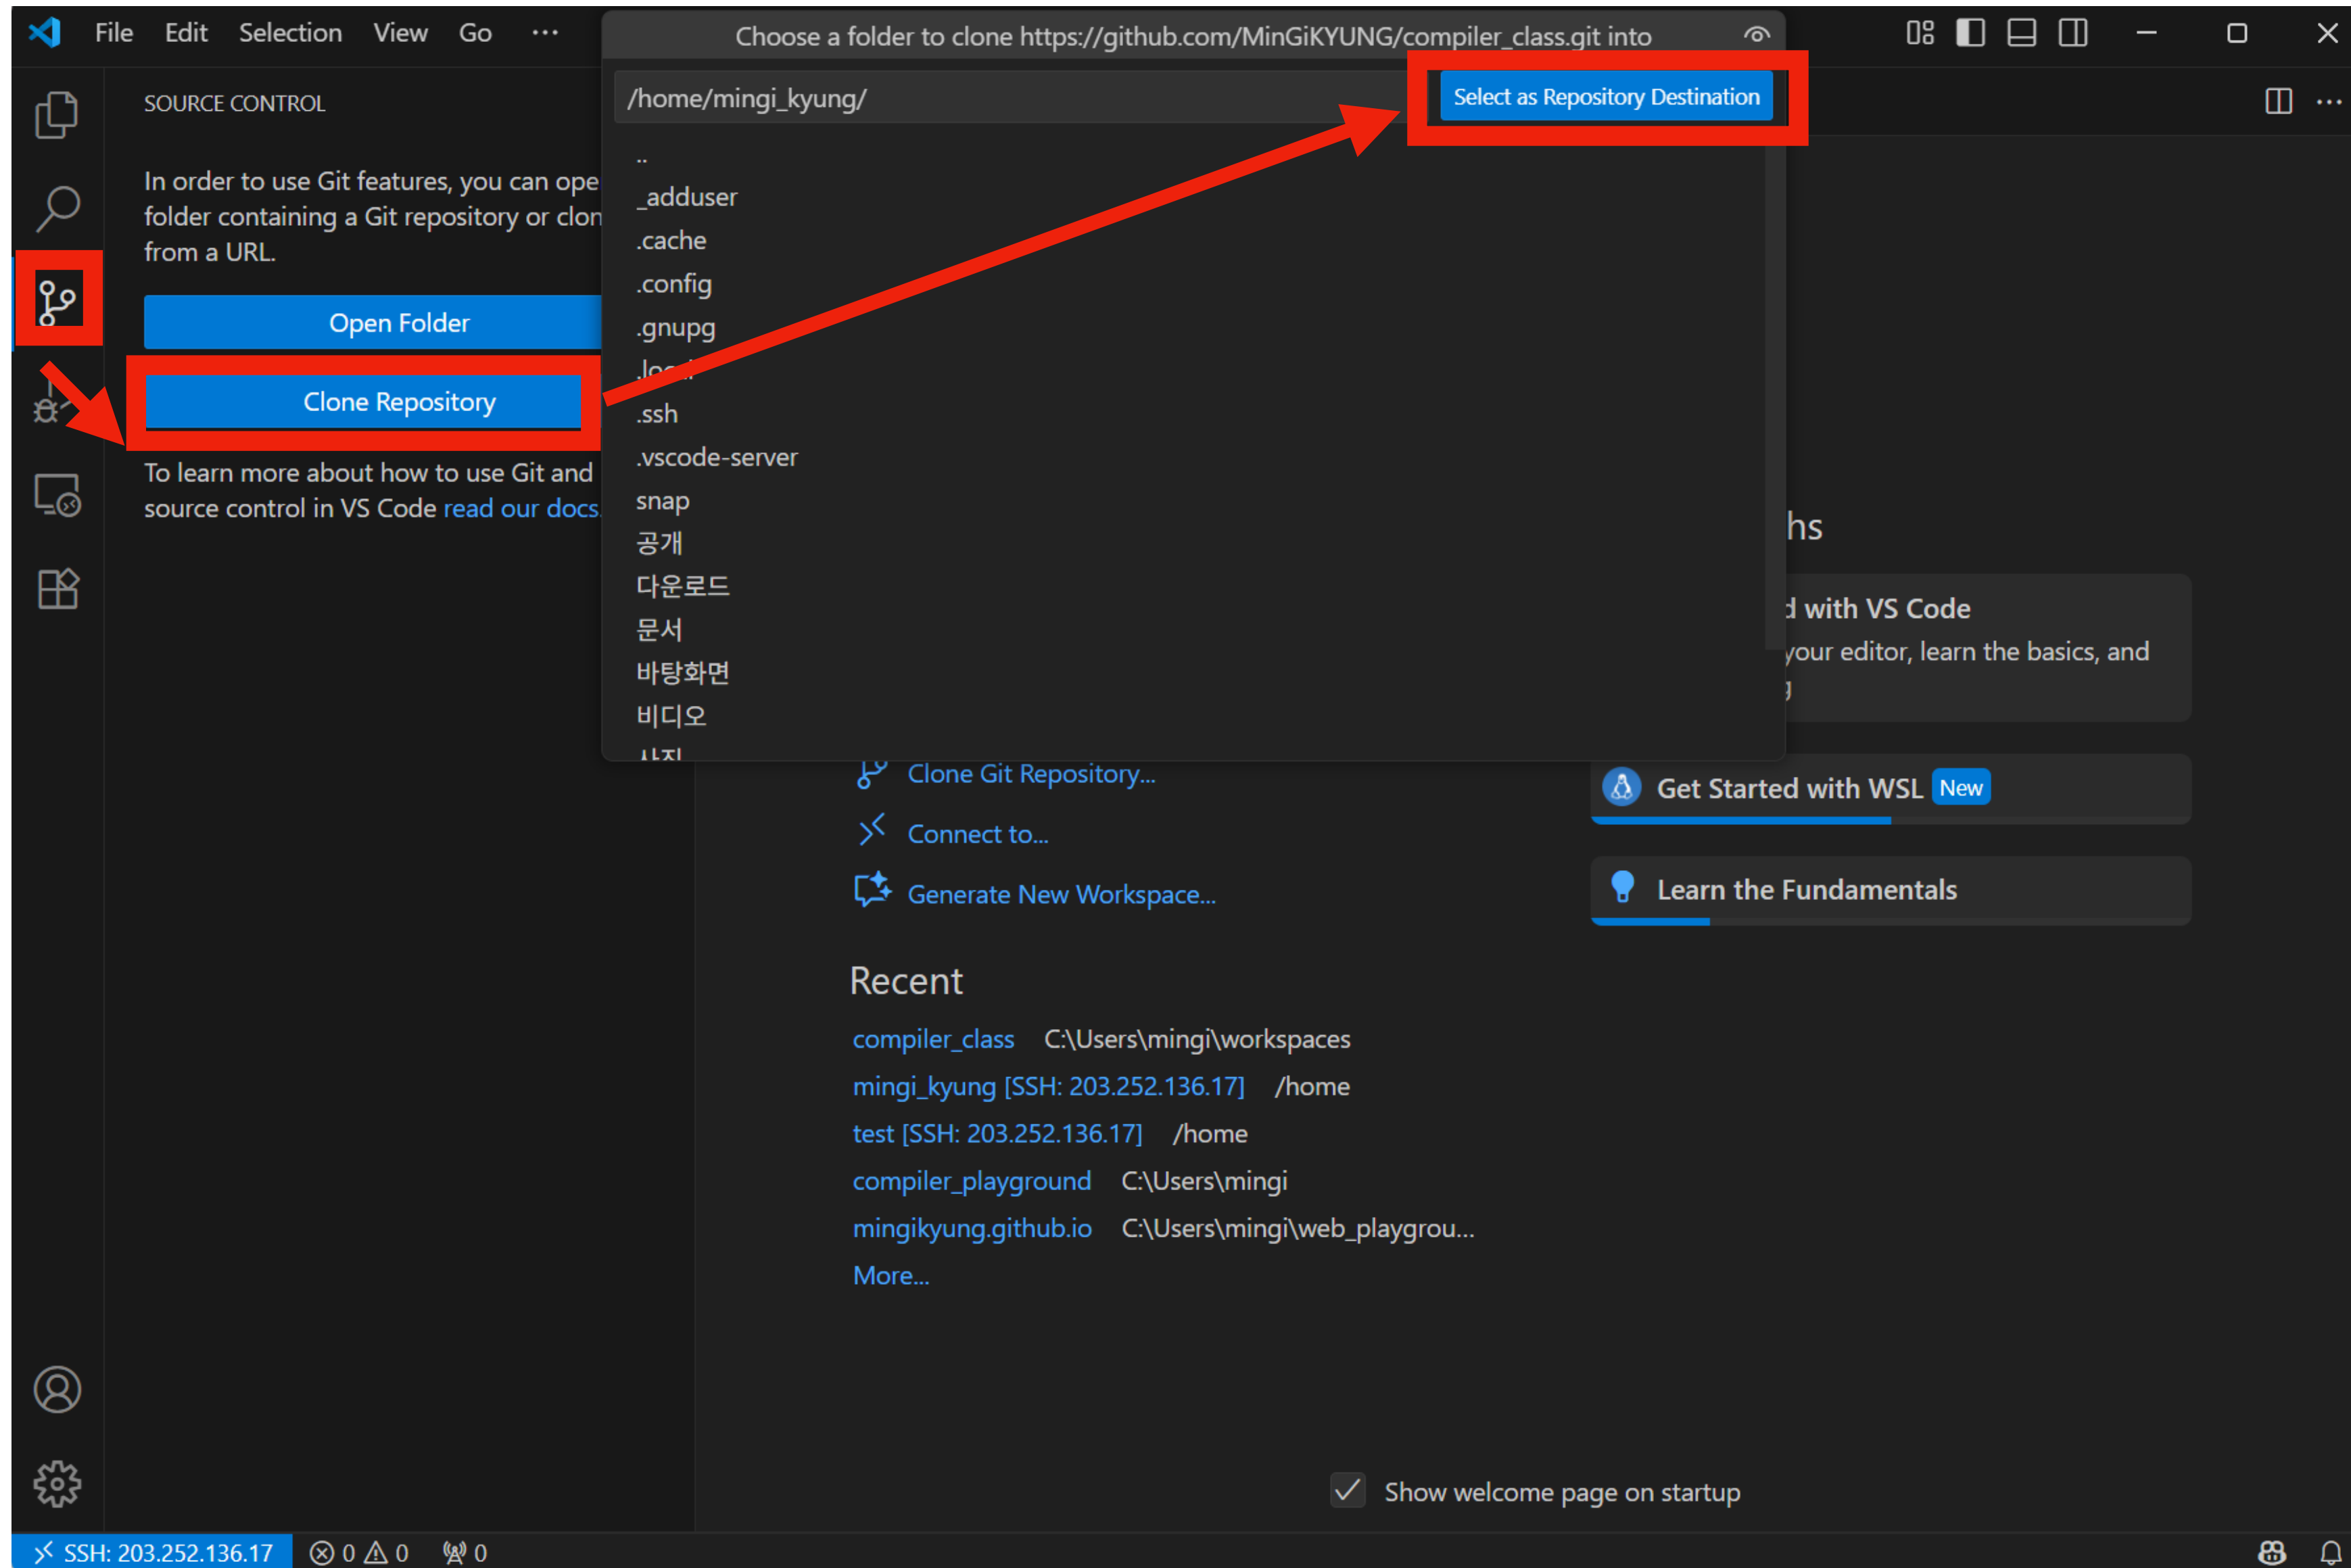 File Edit Selection View Go ...
Choose a folder to clone https://github.com/MinGiKYUNG/compiler_class.git into
/home/mingi_kyung/
Select as Repository Destination
SOURCE CONTROL
In order to use Git features, you can ope
folder containing a Git repository or clon
from a URL.
Open Folder
Clone Repository
To learn more about how to use Git and
source control in VS Code read our docs.
..
_adduser
.cache
.config
.gnupg
.local
.ssh
.vscode-server
snap
공개
다운로드
문서
바탕화면
비디오
hs
d with VS Code
your editor, learn the basics, and
Clone Git Repository...
Connect to...
Generate New Workspace...
Get Started with WSL New
Learn the Fundamentals
Recent
compiler_class C:\Users\mingi\workspaces
mingi_kyung [SSH: 203.252.136.17] /home
test [SSH: 203.252.136.17] /home
compiler_playground C:\Users\mingi
mingikyung.github.io C:\Users\mingi\web_playgrou...
More...
Show welcome page on startup
SSH: 203.252.136.17 0 0 0